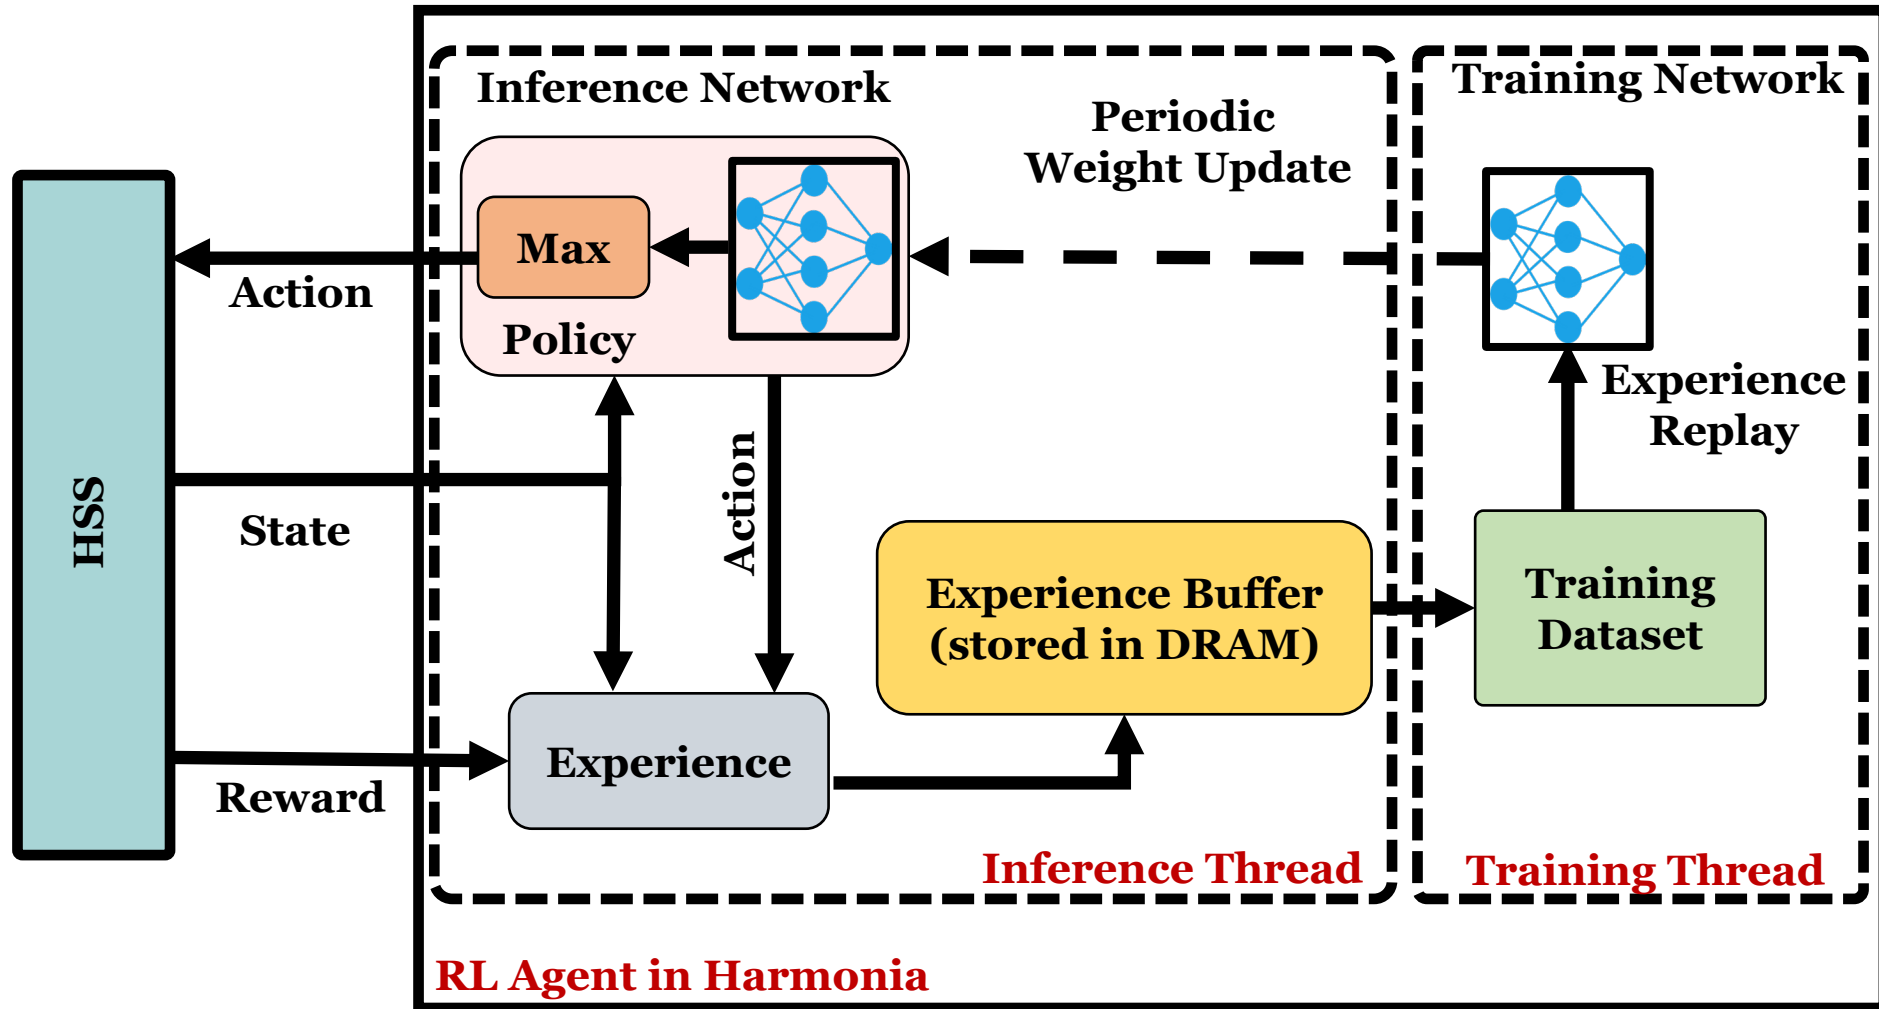 Inference Network
Training Network
Periodic
Weight Update
Max
Policy
Action
HSS
State
Action
Experience
Replay
Experience Buffer
(stored in DRAM)
Training
Dataset
Experience
Reward
Inference Thread
Training Thread
RL Agent in Harmonia